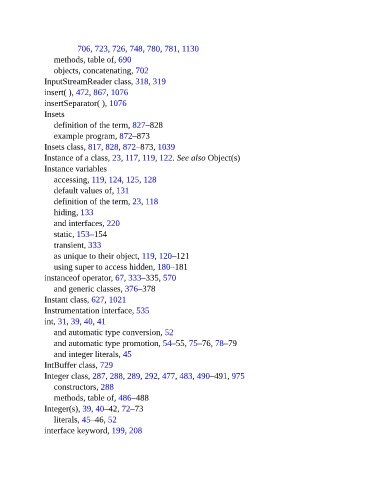 706, 723, 726, 748, 780, 781, 1130
methods, table of, 690
objects, concatenating, 702
InputStreamReader class, 318, 319
insert( ), 472, 867, 1076
insertSeparator( ), 1076
Insets
definition of the term, 827–828
example program, 872–873
Insets class, 817, 828, 872–873, 1039
Instance of a class, 23, 117, 119, 122. See also Object(s)
Instance variables
accessing, 119, 124, 125, 128
default values of, 131
definition of the term, 23, 118
hiding, 133
and interfaces, 220
static, 153–154
transient, 333
as unique to their object, 119, 120–121
using super to access hidden, 180–181
instanceof operator, 67, 333–335, 570
and generic classes, 376–378
Instant class, 627, 1021
Instrumentation interface, 535
int, 31, 39, 40, 41
and automatic type conversion, 52
and automatic type promotion, 54–55, 75–76, 78–79
and integer literals, 45
IntBuffer class, 729
Integer class, 287, 288, 289, 292, 477, 483, 490–491, 975
constructors, 288
methods, table of, 486–488
Integer(s), 39, 40–42, 72–73
literals, 45–46, 52
interface keyword, 199, 208